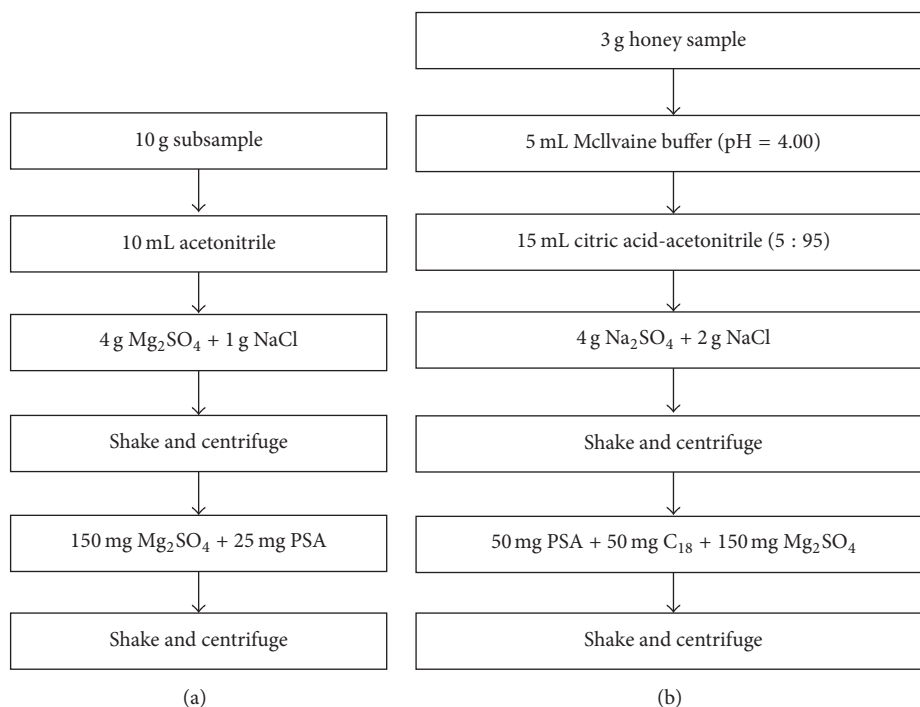 10 g subsample
10 mL acetonitrile
4 g Mg₂SO₄ + 1 g NaCl
Shake and centrifuge
150 mg Mg₂SO₄ + 25 mg PSA
Shake and centrifuge
(a)
3 g honey sample
5 mL Mcllvaine buffer (pH = 4.00)
15 mL citric acid-acetonitrile (5 : 95)
4 g Na₂SO₄ + 2 g NaCl
Shake and centrifuge
50 mg PSA + 50 mg C₁₈ + 150 mg Mg₂SO₄
Shake and centrifuge
(b)